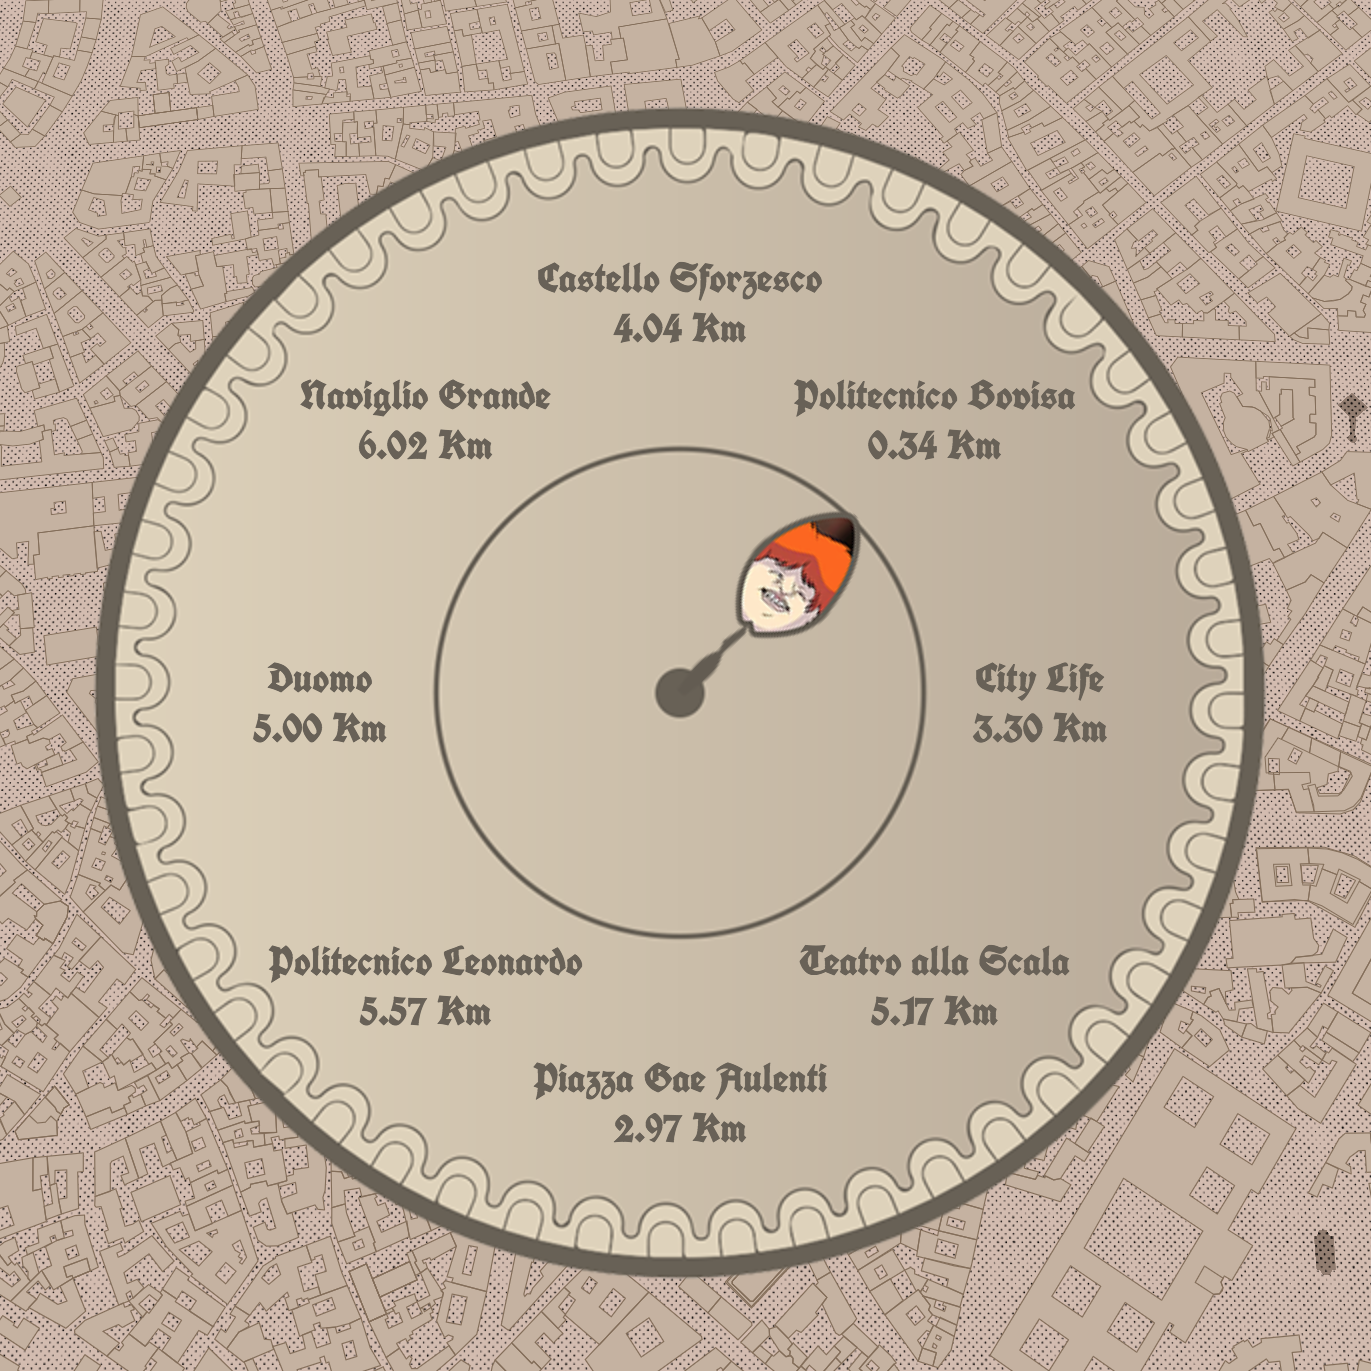 Castello Sforzesco
4.04 Km
Naviglio Grande
6.02 Km
Politecnico Bovisa
0.34 Km
Duomo
5.00 Km
City Life
3.30 Km
Politecnico Leonardo
5.57 Km
Teatro alla Scala
5.17 Km
Piazza Gae Aulenti
2.97 Km